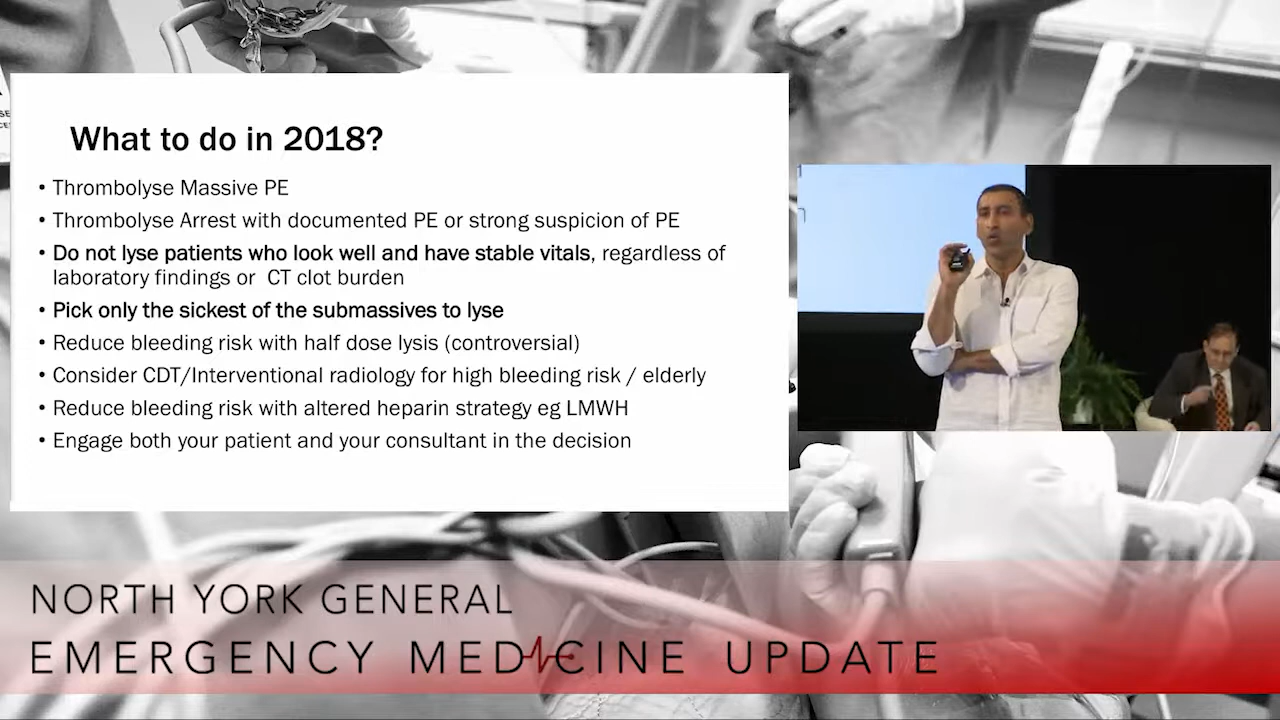 What to do in 2018?
• Thrombolyse Massive PE
• Thrombolyse Arrest with documented PE or strong suspicion of PE
• Do not lyse patients who look well and have stable vitals, regardless of
laboratory findings or CT clot burden
• Pick only the sickest of the submassives to lyse
• Reduce bleeding risk with half dose lysis (controversial)
• Consider CDT/Interventional radiology for high bleeding risk / elderly
• Reduce bleeding risk with altered heparin strategy eg LMWH
• Engage both your patient and your consultant in the decision
NORTH YORK GENERAL
EMERGENCY MEDICINE UPDATE